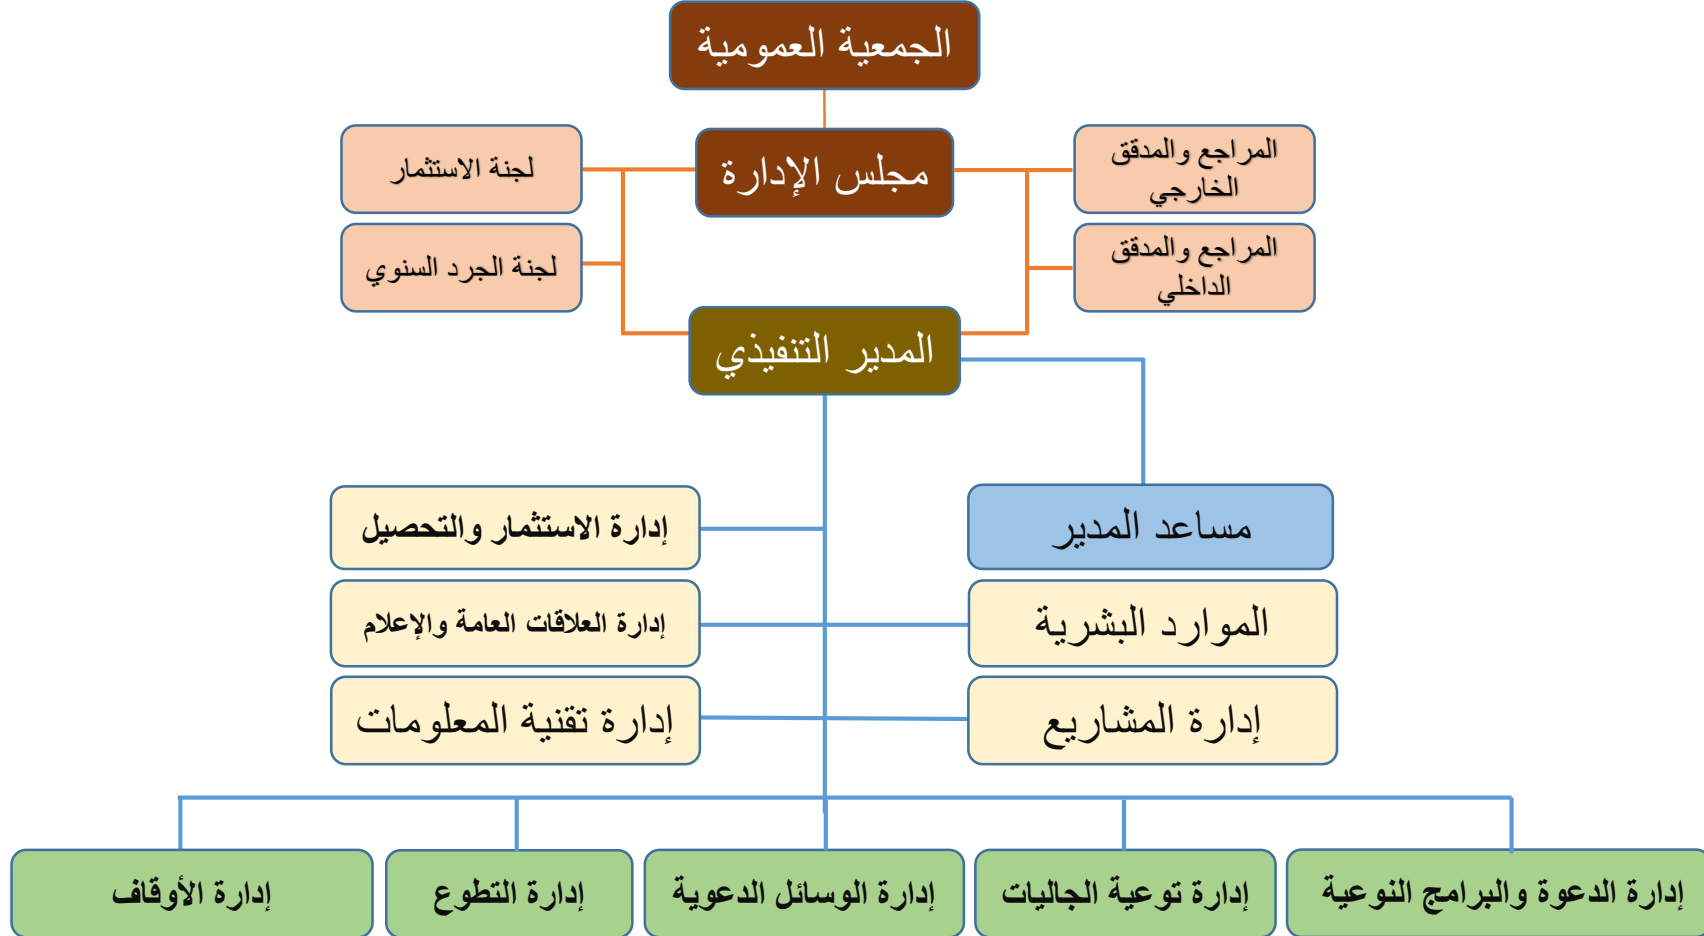 الجمعية العمومية
مجلس الإدارة
المراجع والمدقق
الخارجي
لجنة الاستثمار
المراجع والمدقق
الداخلي
لجنة الجرد السنوي
المدير التنفيذي
مساعد المدير
إدارة الاستثمار والتحصيل
الموارد البشرية
إدارة العلاقات العامة والإعلام
إدارة المشاريع
إدارة تقنية المعلومات
إدارة الدعوة والبرامج النوعية
إدارة توعية الجاليات
إدارة الوسائل الدعوية
إدارة التطوع
إدارة الأوقاف